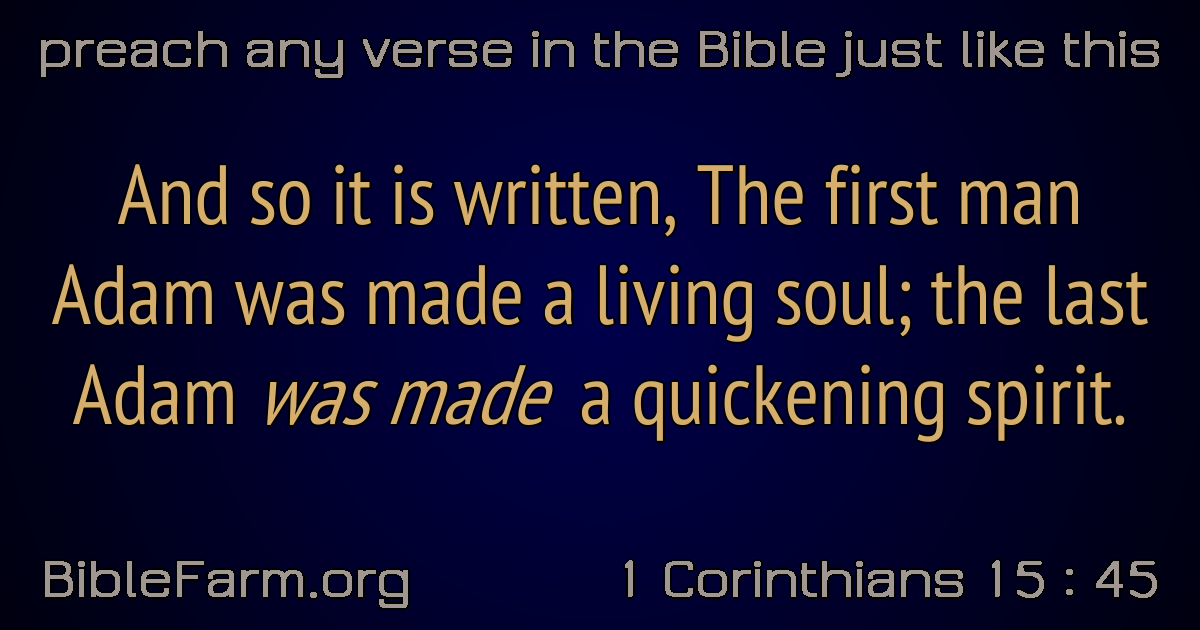 preach any verse in the Bible just like this
And so it is written, The first man
Adam was made a living soul; the last
Adam was made a quickening spirit.
BibleFarm.org
1 Corinthians 15 : 45